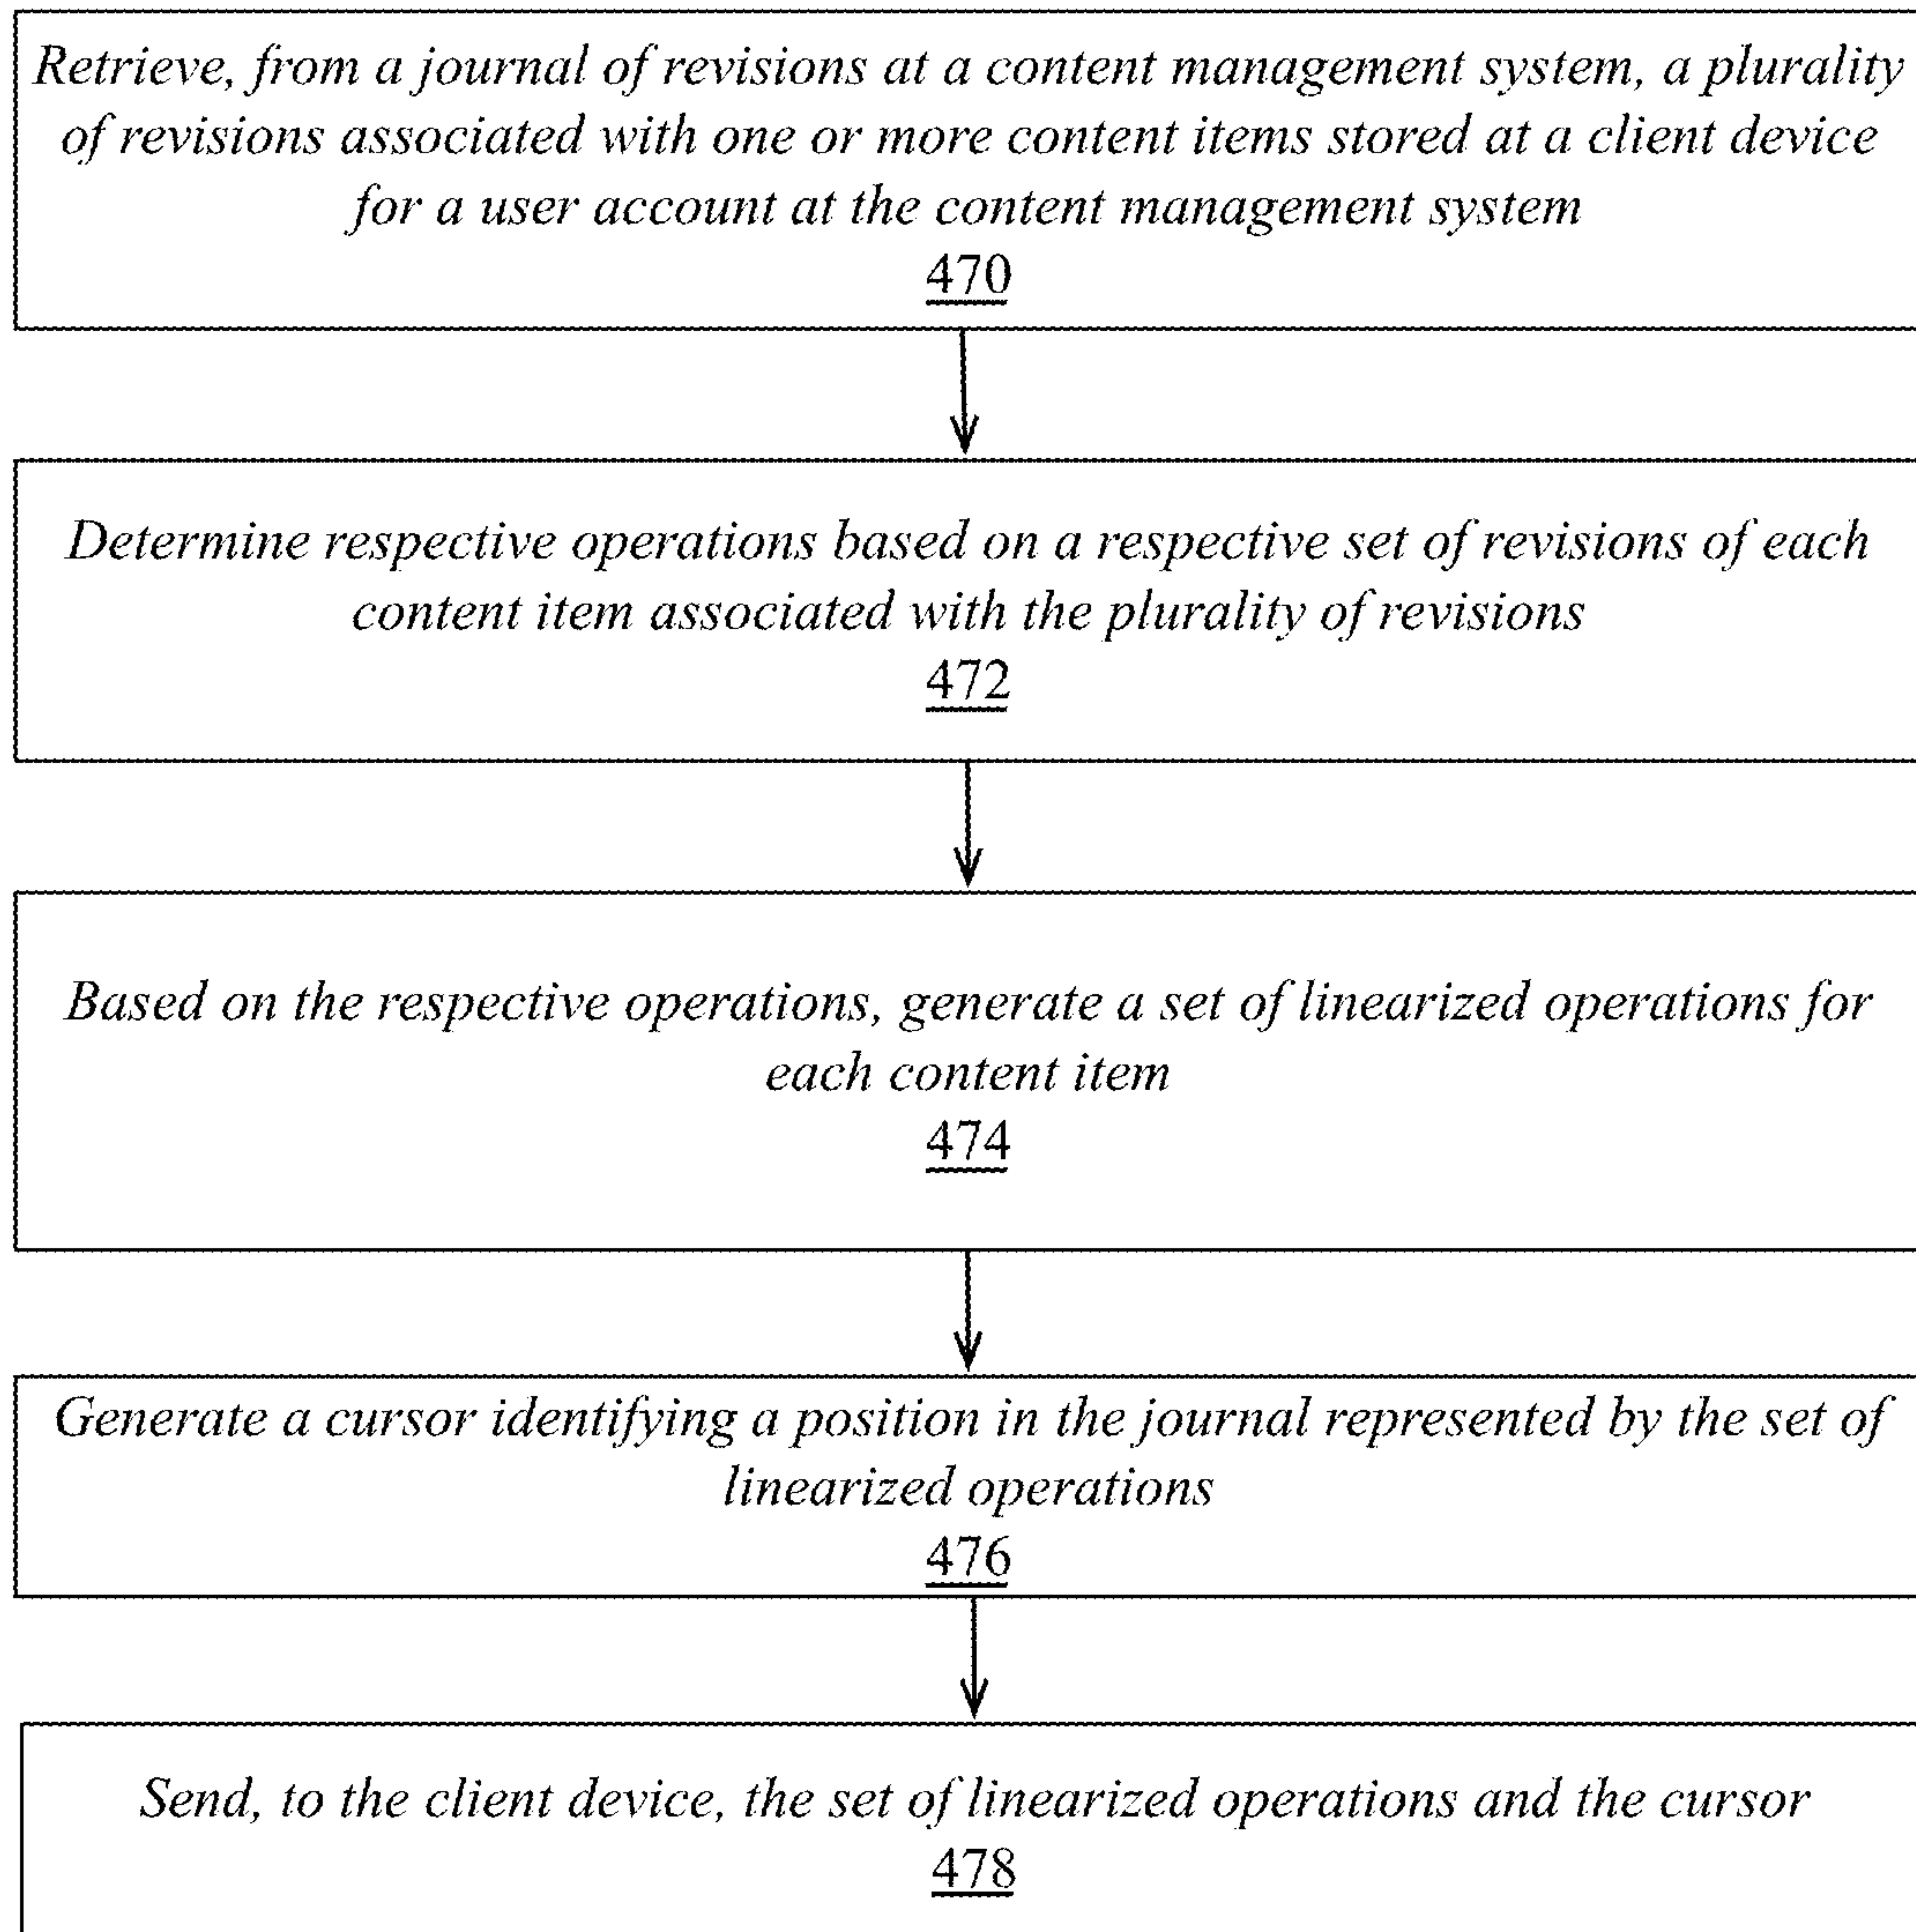 Retrieve, from a journal of revisions at a content management system, a plurality
of revisions associated with one or more content items stored at a client device
for a user account at the content management system
470
Determine respective operations based on a respective set of revisions of each
content item associated with the plurality of revisions
472
Based on the respective operations, generate a set of linearized operations for
each content item
474
Generate a cursor identifying a position in the journal represented by the set of
linearized operations
476
Send, to the client device, the set of linearized operations and the cursor
478